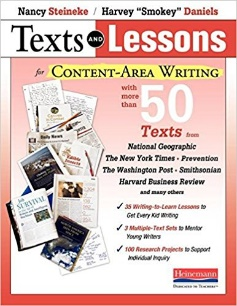 Nancy Steineke / Harvey "Smokey" Daniels
Texts AND Lessons
for CONTENT-AREA WRITING
with more than 50
Texts from
National Geographic
The New York Times • Prevention
The Washington Post • Smithsonian
Harvard Business Review
and many others
✓ 35 Writing-to-Learn Lessons to
Get Every Kid Writing
✓ 3 Multiple-Text Sets to Mentor
Young Writers
✓ 100 Research Projects to Support
Individual Inquiry
Daily News
SURVIVAL
Heinemann
DEDICATED TO TEACHERS